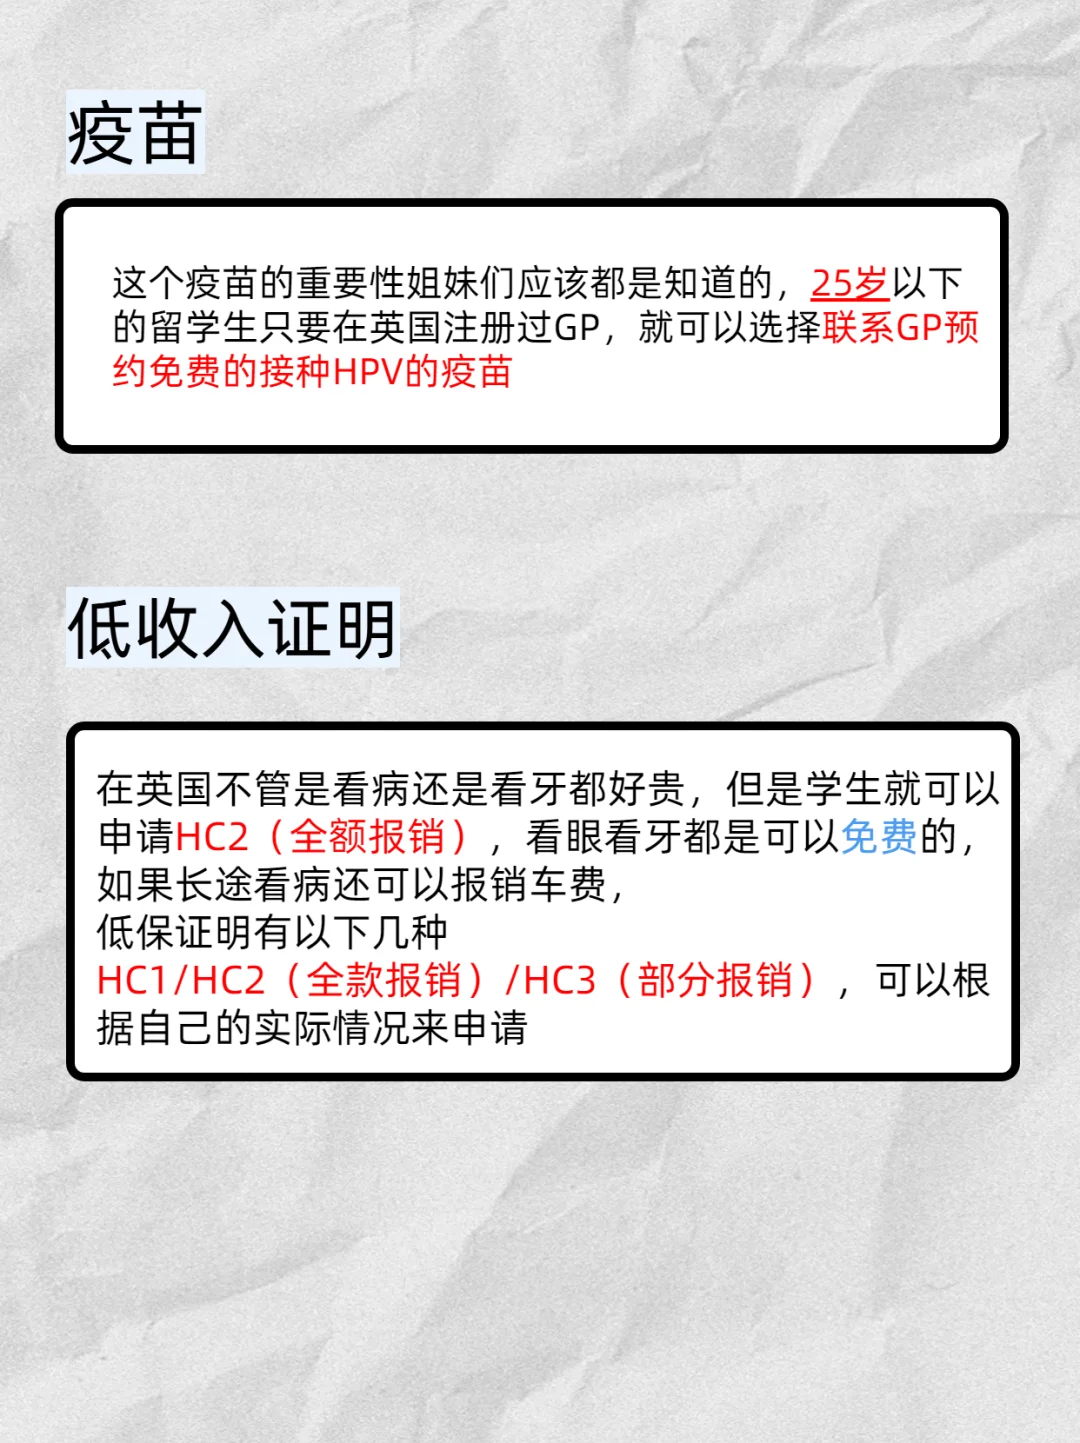 疫苗
这个疫苗的重要性姐妹们应该都是知道的，25岁以下
的留学生只要在英国注册过GP，就可以选择联系GP预
约免费的接种HPV的疫苗
低收入证明
在英国不管是看病还是看牙都好贵，但是学生就可以
申请HC2（全额报销），看眼看牙都是可以免费的，
如果长途看病还可以报销车费，
低保证明有以下几种
HC1/HC2（全款报销）/HC3（部分报销），可以根
据自己的实际情况来申请